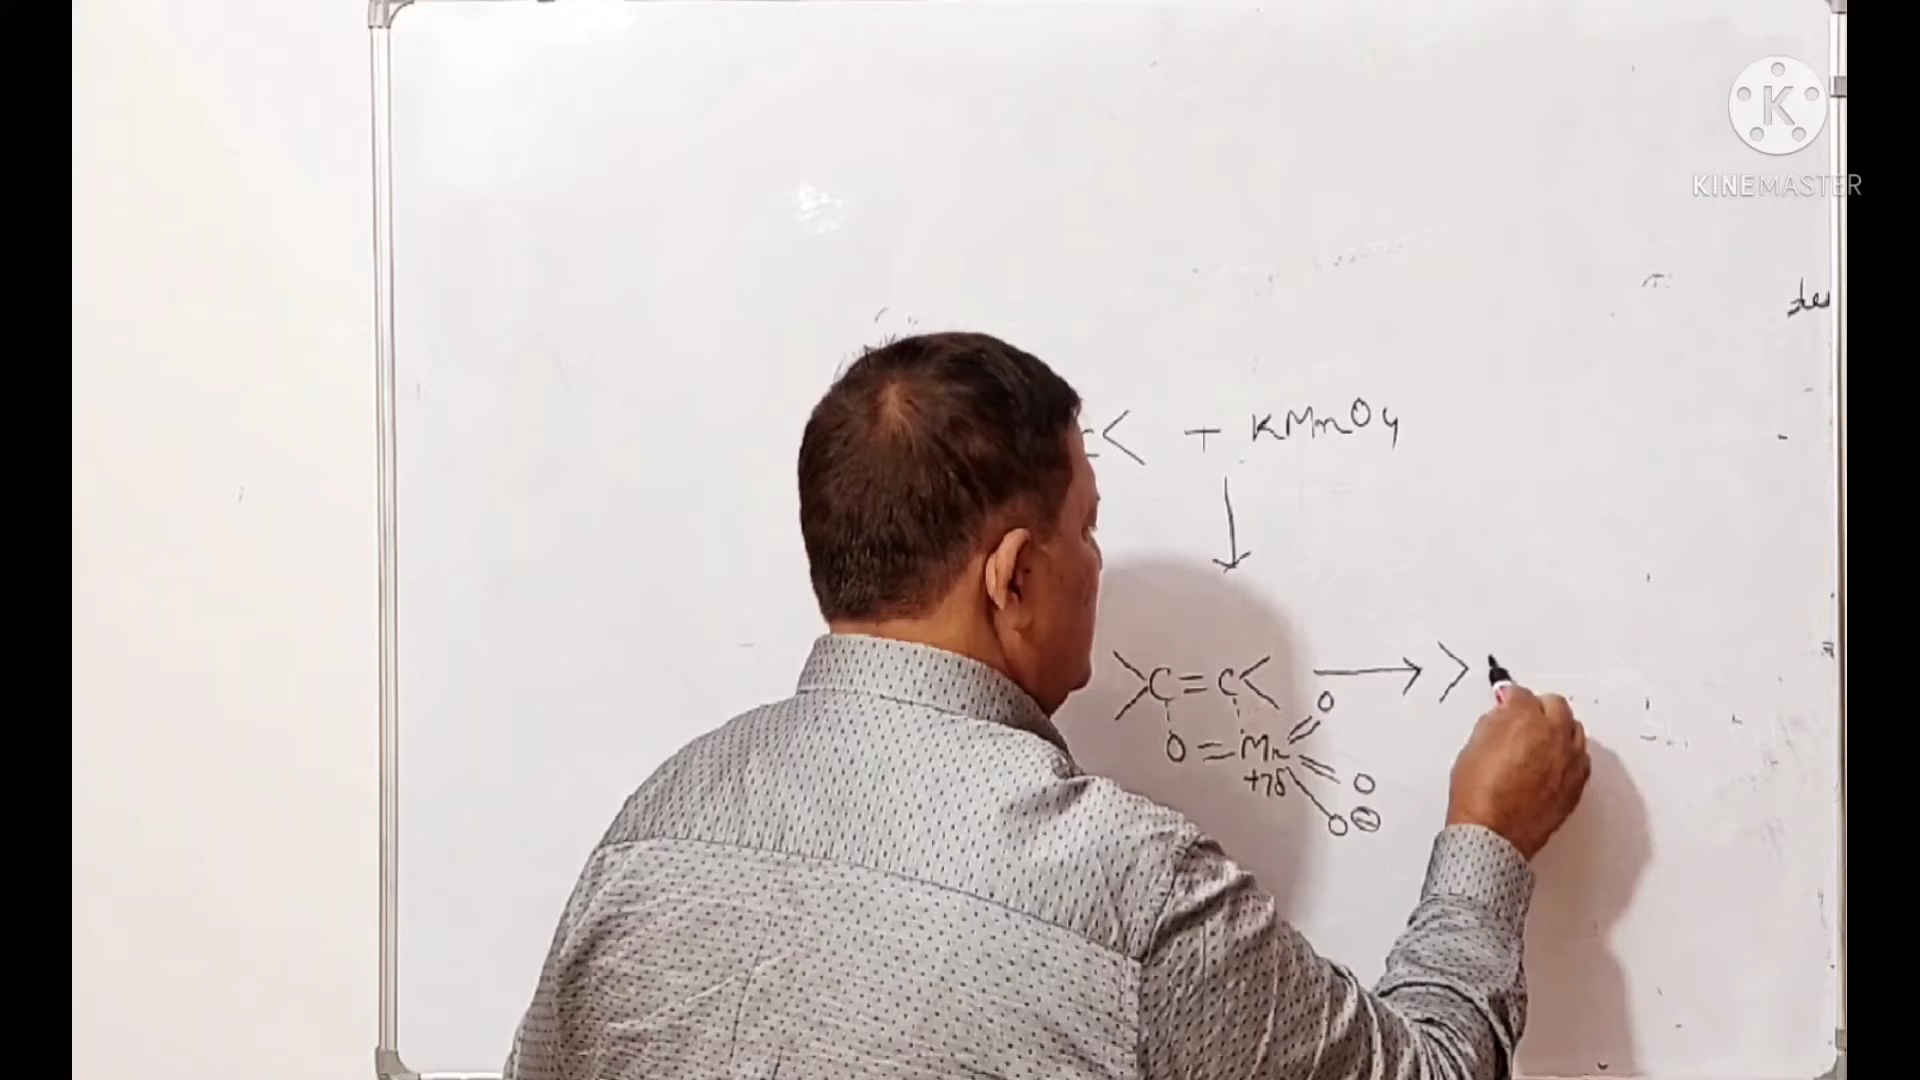 KINEMASTER
C< + KMnO4
↓
>C=C< → >
O
O=Mn
+7δ
O
O⊖